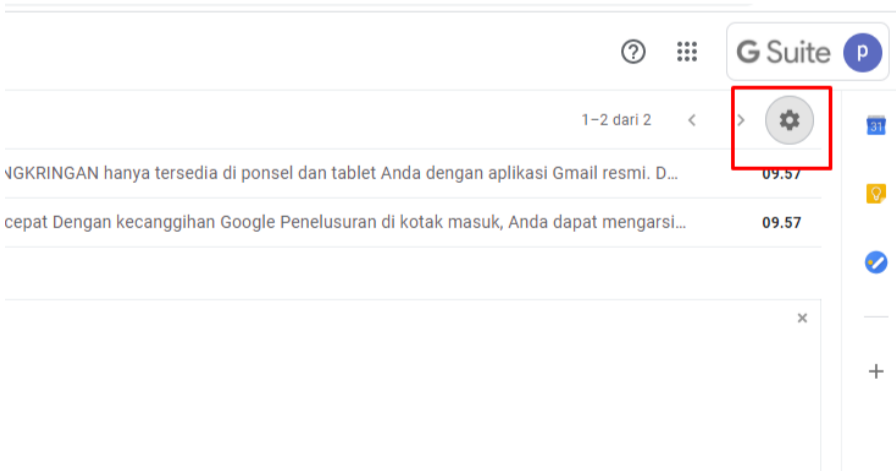 G Suite p
1–2 dari 2
NGKRINGAN hanya tersedia di ponsel dan tablet Anda dengan aplikasi Gmail resmi. D... 09.57
31
cepat Dengan kecanggihan Google Penelusuran di kotak masuk, Anda dapat mengarsi... 09.57